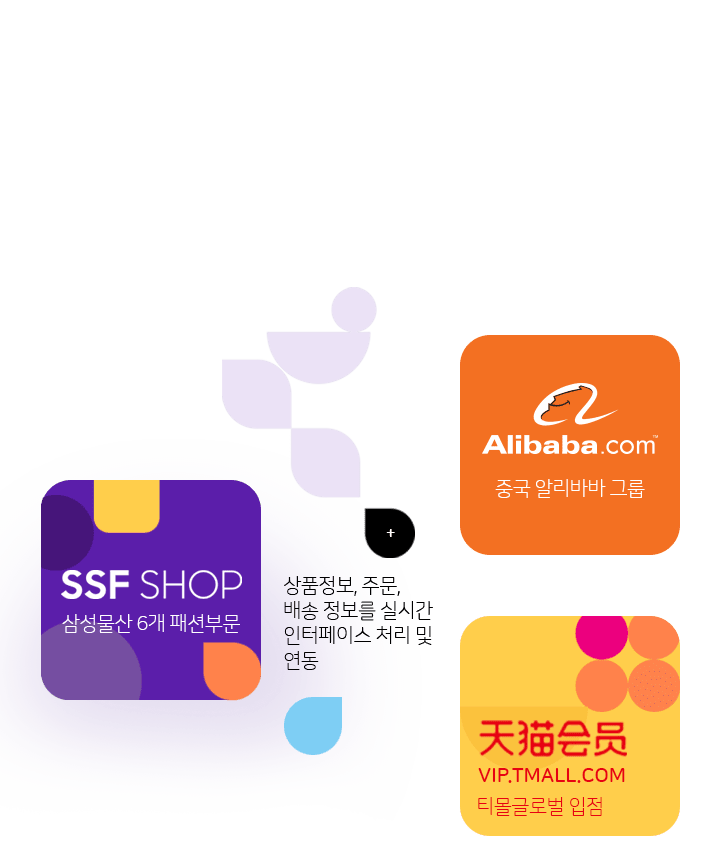 Alibaba.com™
중국 알리바바 그룹
+
SSF SHOP
삼성물산 6개 패션부문
상품정보, 주문,
배송 정보를 실시간
인터페이스 처리 및
연동
天猫会员
VIP.TMALL.COM
티몰글로벌 입점